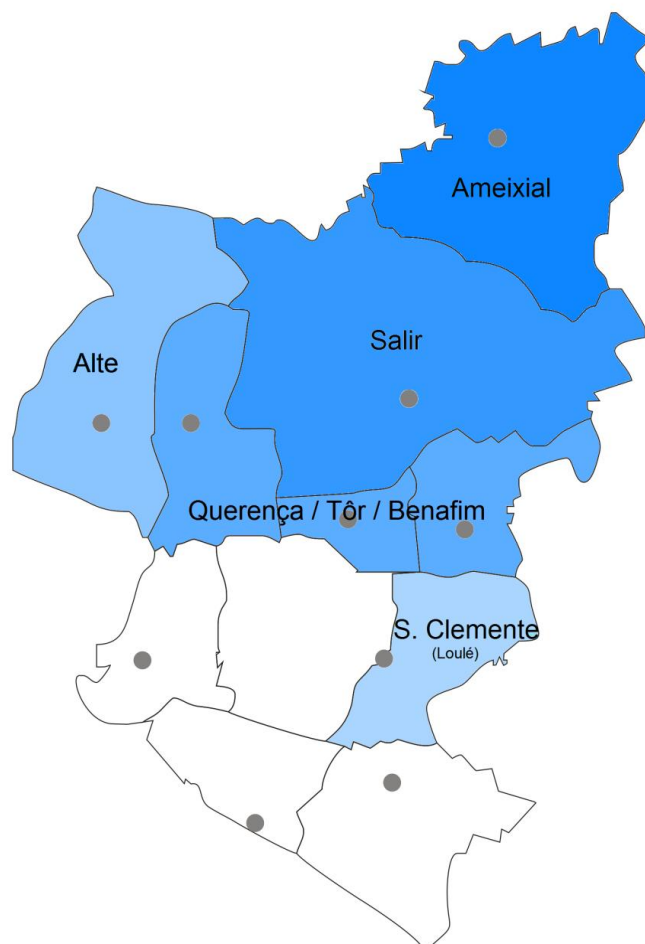 Ameixial
Salir
Alte
Querença / Tôr / Benafim
S. Clemente
(Loulé)